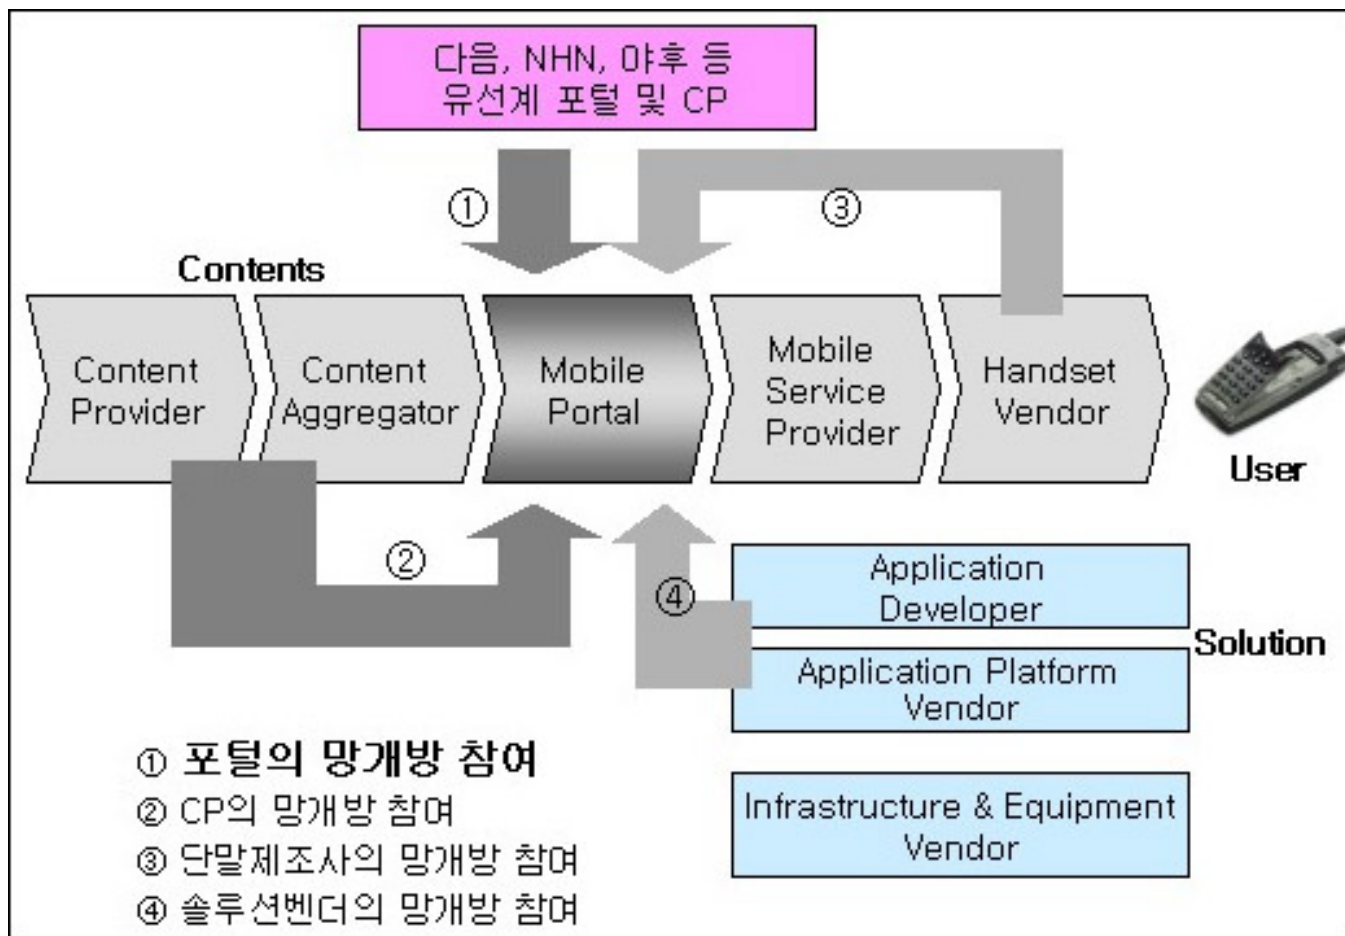 다음, NHN, 야후 등
유선계 포털 및 CP
①
③
Contents
Content
Provider
Content
Aggregator
Mobile
Portal
Mobile
Service
Provider
Handset
Vendor
User
②
④
Application
Developer
Solution
Application Platform
Vendor
Infrastructure & Equipment
Vendor
① 포털의 망개방 참여
② CP의 망개방 참여
③ 단말제조사의 망개방 참여
④ 솔루션벤더의 망개방 참여